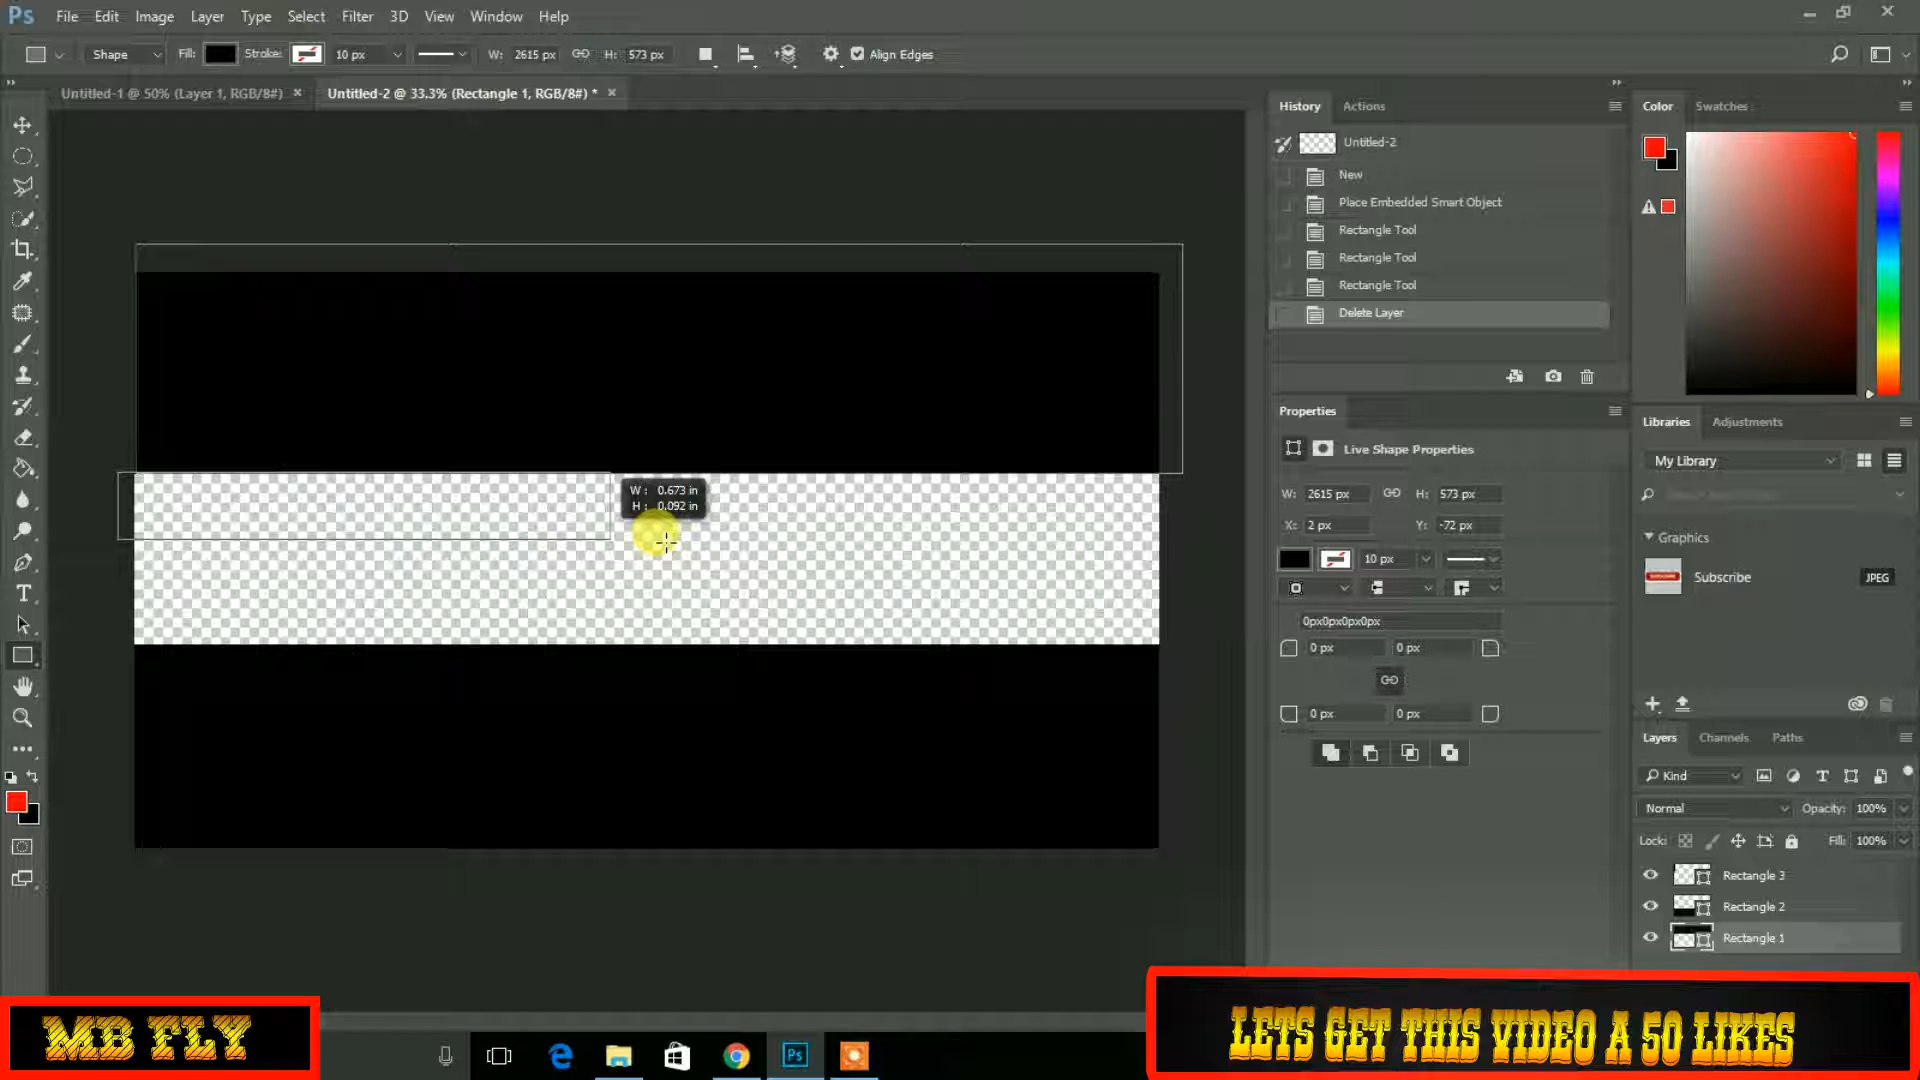 Ps File Edit Image Layer Type Select Filter 3D View Window Help
Shape Fill: Stroke: 10 px W: 2615 px H: 573 px Align Edges
Untitled-1 @ 50% (Layer 1, RGB/8#) × Untitled-2 @ 33.3% (Rectangle 1, RGB/8#) * ×
History Actions
Untitled-2
New
Place Embedded Smart Object
Rectangle Tool
Rectangle Tool
Rectangle Tool
Delete Layer
Color Swatches
W : 0.673 in
H : 0.092 in
Properties
Live Shape Properties
W: 2615 px H: 573 px
X: 2 px Y: -72 px
10 px
0px0px0px0px
0 px 0 px
0 px 0 px
Libraries Adjustments
My Library
Graphics
Subscribe JPEG
Layers Channels Paths
Kind
Normal Opacity: 100%
Lock: Fill: 100%
Rectangle 3
Rectangle 2
Rectangle 1
MB FLY
Ps
LETS GET THIS VIDEO A 50 LIKES